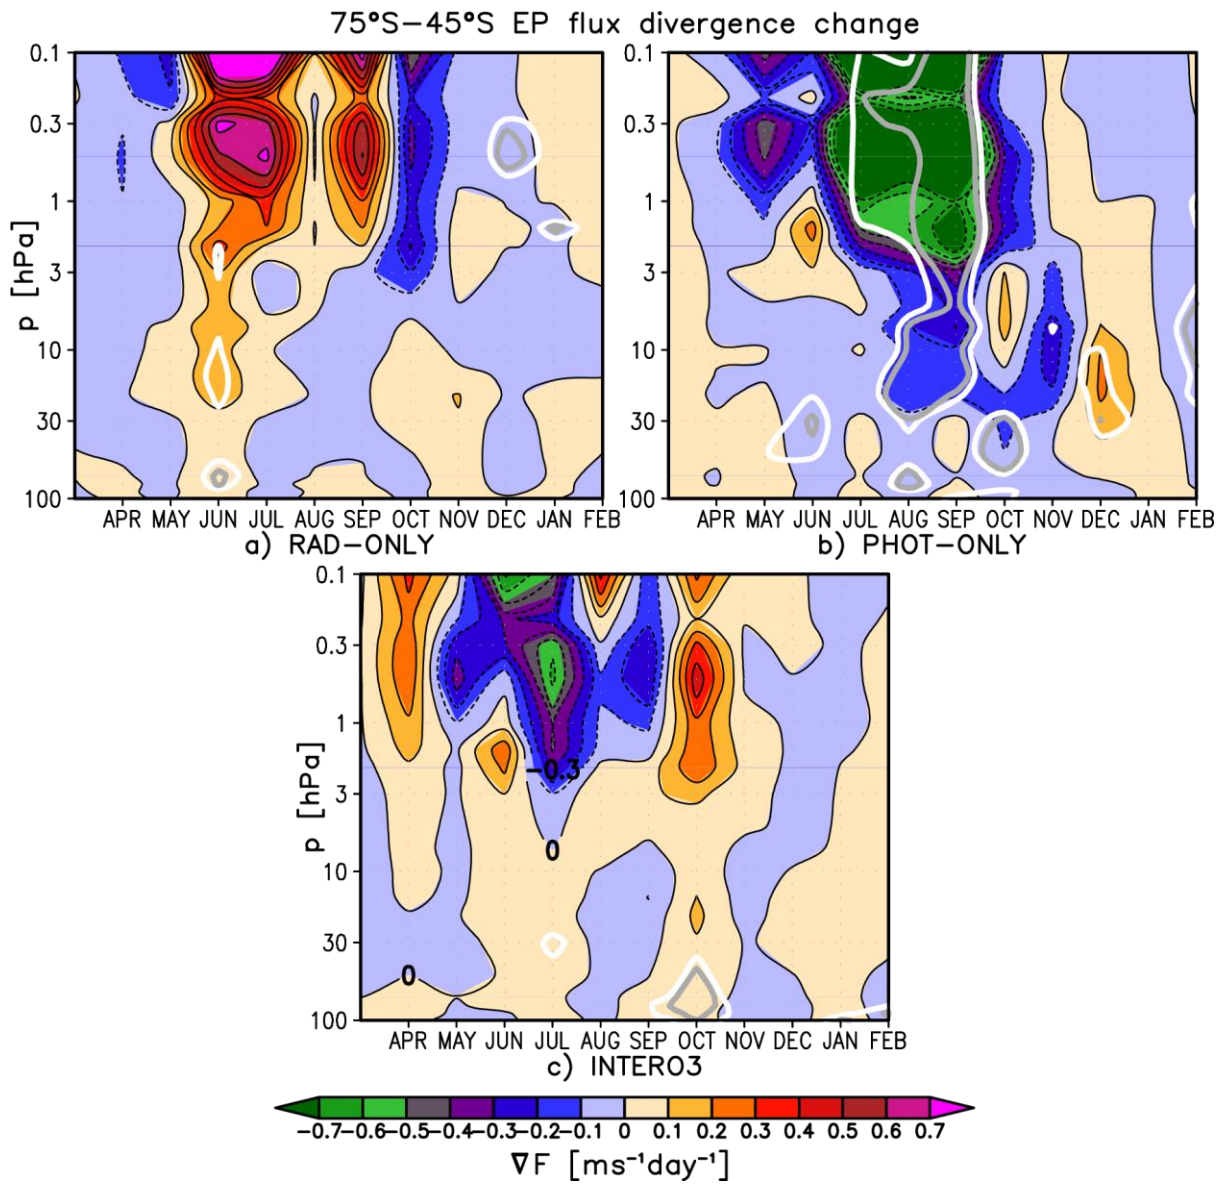 75°S−45°S EP flux divergence change
0.1
0.3
1
3
10
30
100
p [hPa]
APR MAY JUN JUL AUG SEP OCT NOV DEC JAN FEB
a) RAD−ONLY
0.1
0.3
1
3
10
30
100
APR MAY JUN JUL AUG SEP OCT NOV DEC JAN FEB
b) PHOT−ONLY
0.1
0.3
1
3
10
30
100
p [hPa]
−0.3
0
0
APR MAY JUN JUL AUG SEP OCT NOV DEC JAN FEB
c) INTERO3
−0.7−0.6−0.5−0.4−0.3−0.2−0.1 0 0.1 0.2 0.3 0.4 0.5 0.6 0.7
∇F [ms⁻¹day⁻¹]